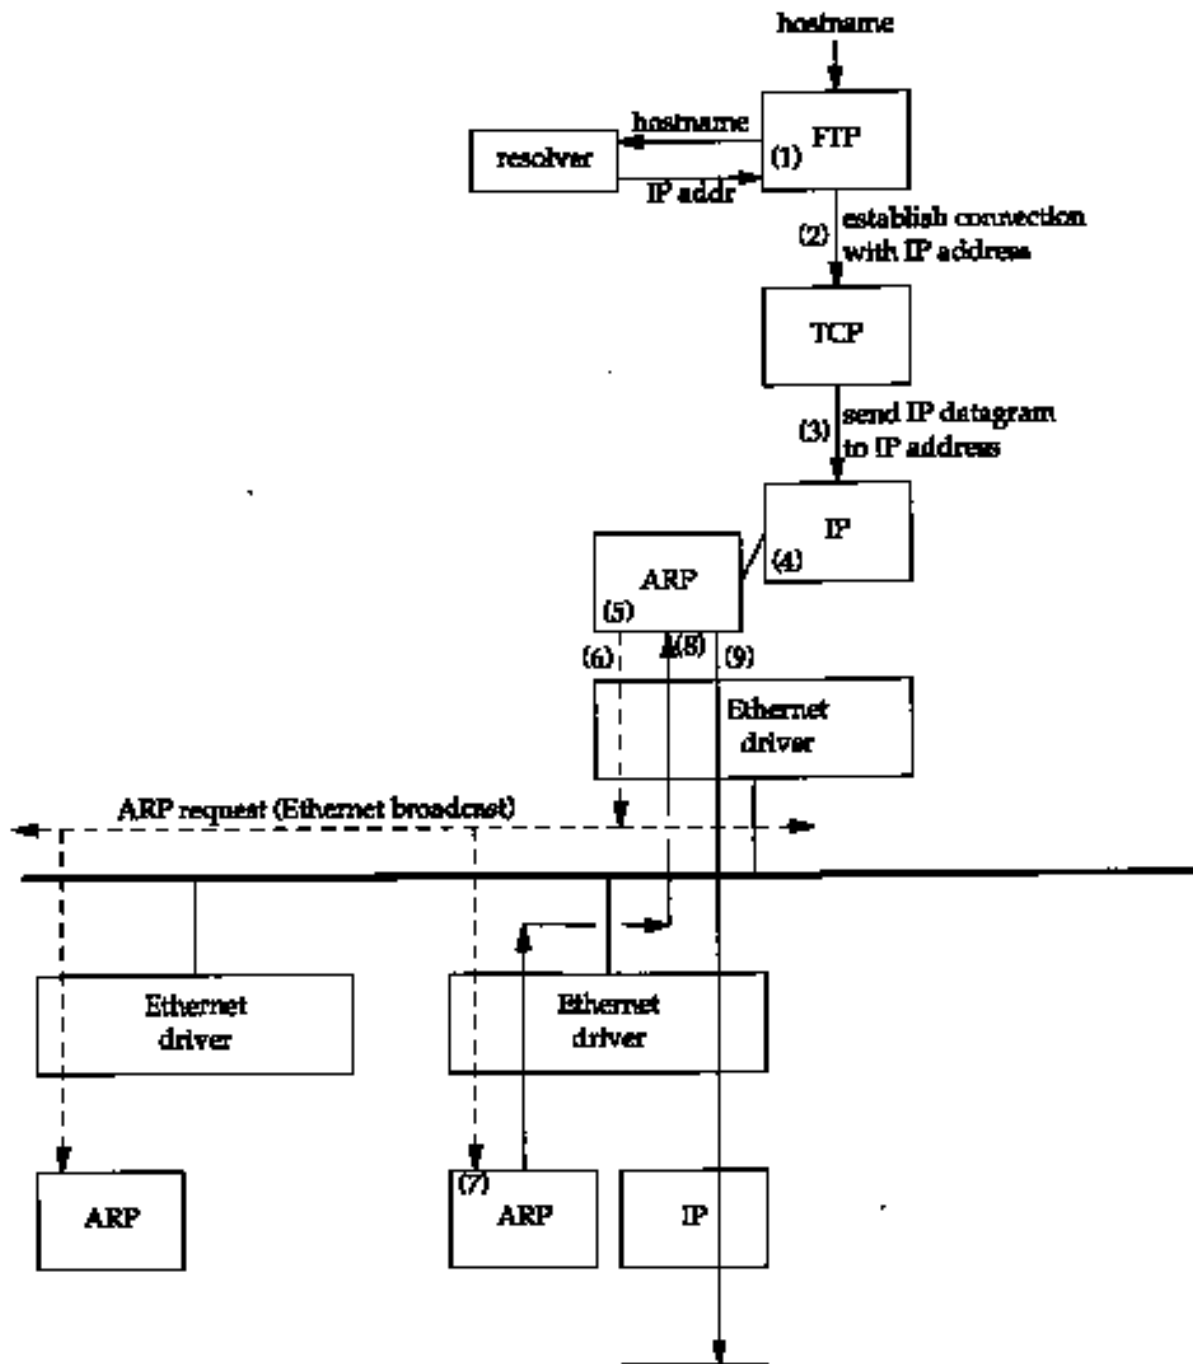 hostname
hostname
FTP
(1)
resolver
IP addr
(2)
establish connection
with IP address
TCP
(3)
send IP datagram
to IP address
IP
(4)
ARP
(5)
(6)
(8)
(9)
Ethernet
driver
ARP request (Ethernet broadcast)
Ethernet
driver
Ethernet
driver
ARP
(7)
ARP
IP